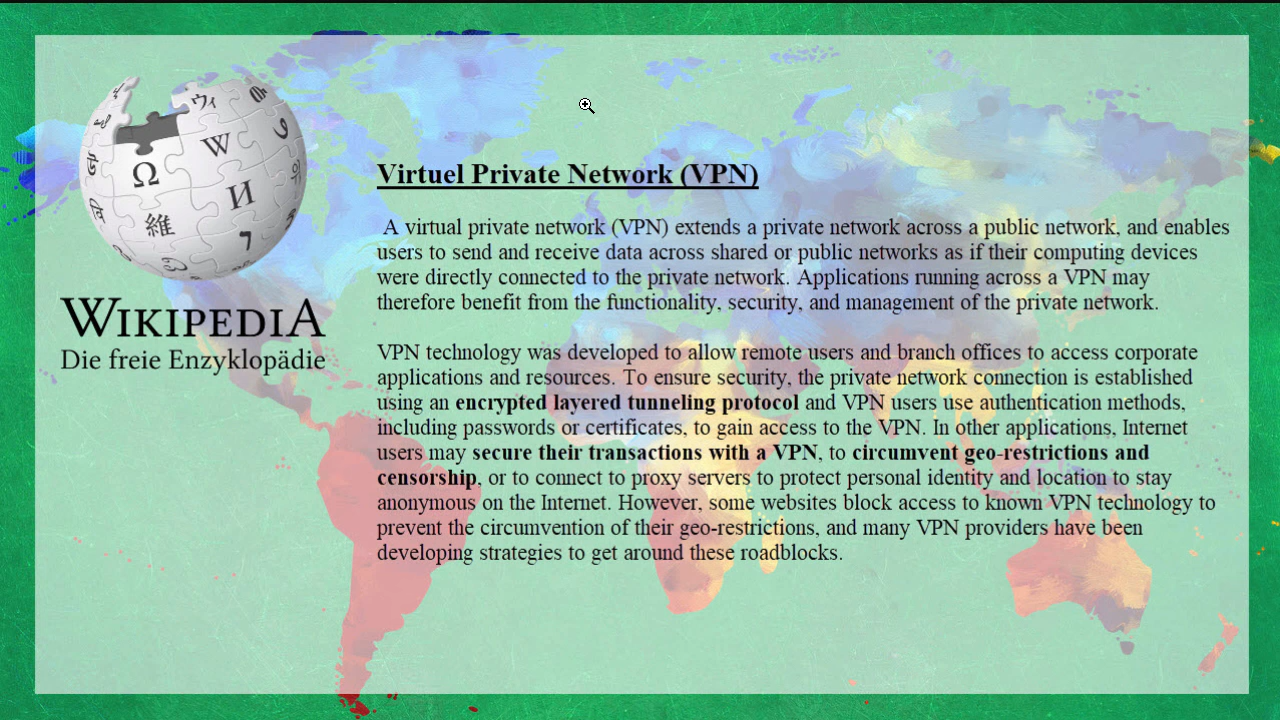 Ω
W
И
維
ウィ
7
WIKIPEDIA
Die freie Enzyklopädie
Virtuel Private Network (VPN)
A virtual private network (VPN) extends a private network across a public network, and enables
users to send and receive data across shared or public networks as if their computing devices
were directly connected to the private network. Applications running across a VPN may
therefore benefit from the functionality, security, and management of the private network.
VPN technology was developed to allow remote users and branch offices to access corporate
applications and resources. To ensure security, the private network connection is established
using an encrypted layered tunneling protocol and VPN users use authentication methods,
including passwords or certificates, to gain access to the VPN. In other applications, Internet
users may secure their transactions with a VPN, to circumvent geo-restrictions and
censorship, or to connect to proxy servers to protect personal identity and location to stay
anonymous on the Internet. However, some websites block access to known VPN technology to
prevent the circumvention of their geo-restrictions, and many VPN providers have been
developing strategies to get around these roadblocks.